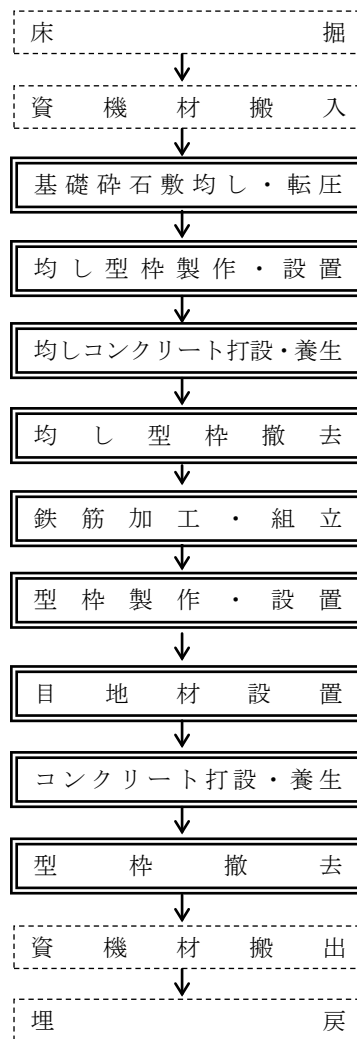 床掘
資機材搬入
基礎砕石敷均し・転圧
均し型枠製作・設置
均しコンクリート打設・養生
均し型枠撤去
鉄筋加工・組立
型枠製作・設置
目地材設置
コンクリート打設・養生
型枠撤去
資機材搬出
埋戻